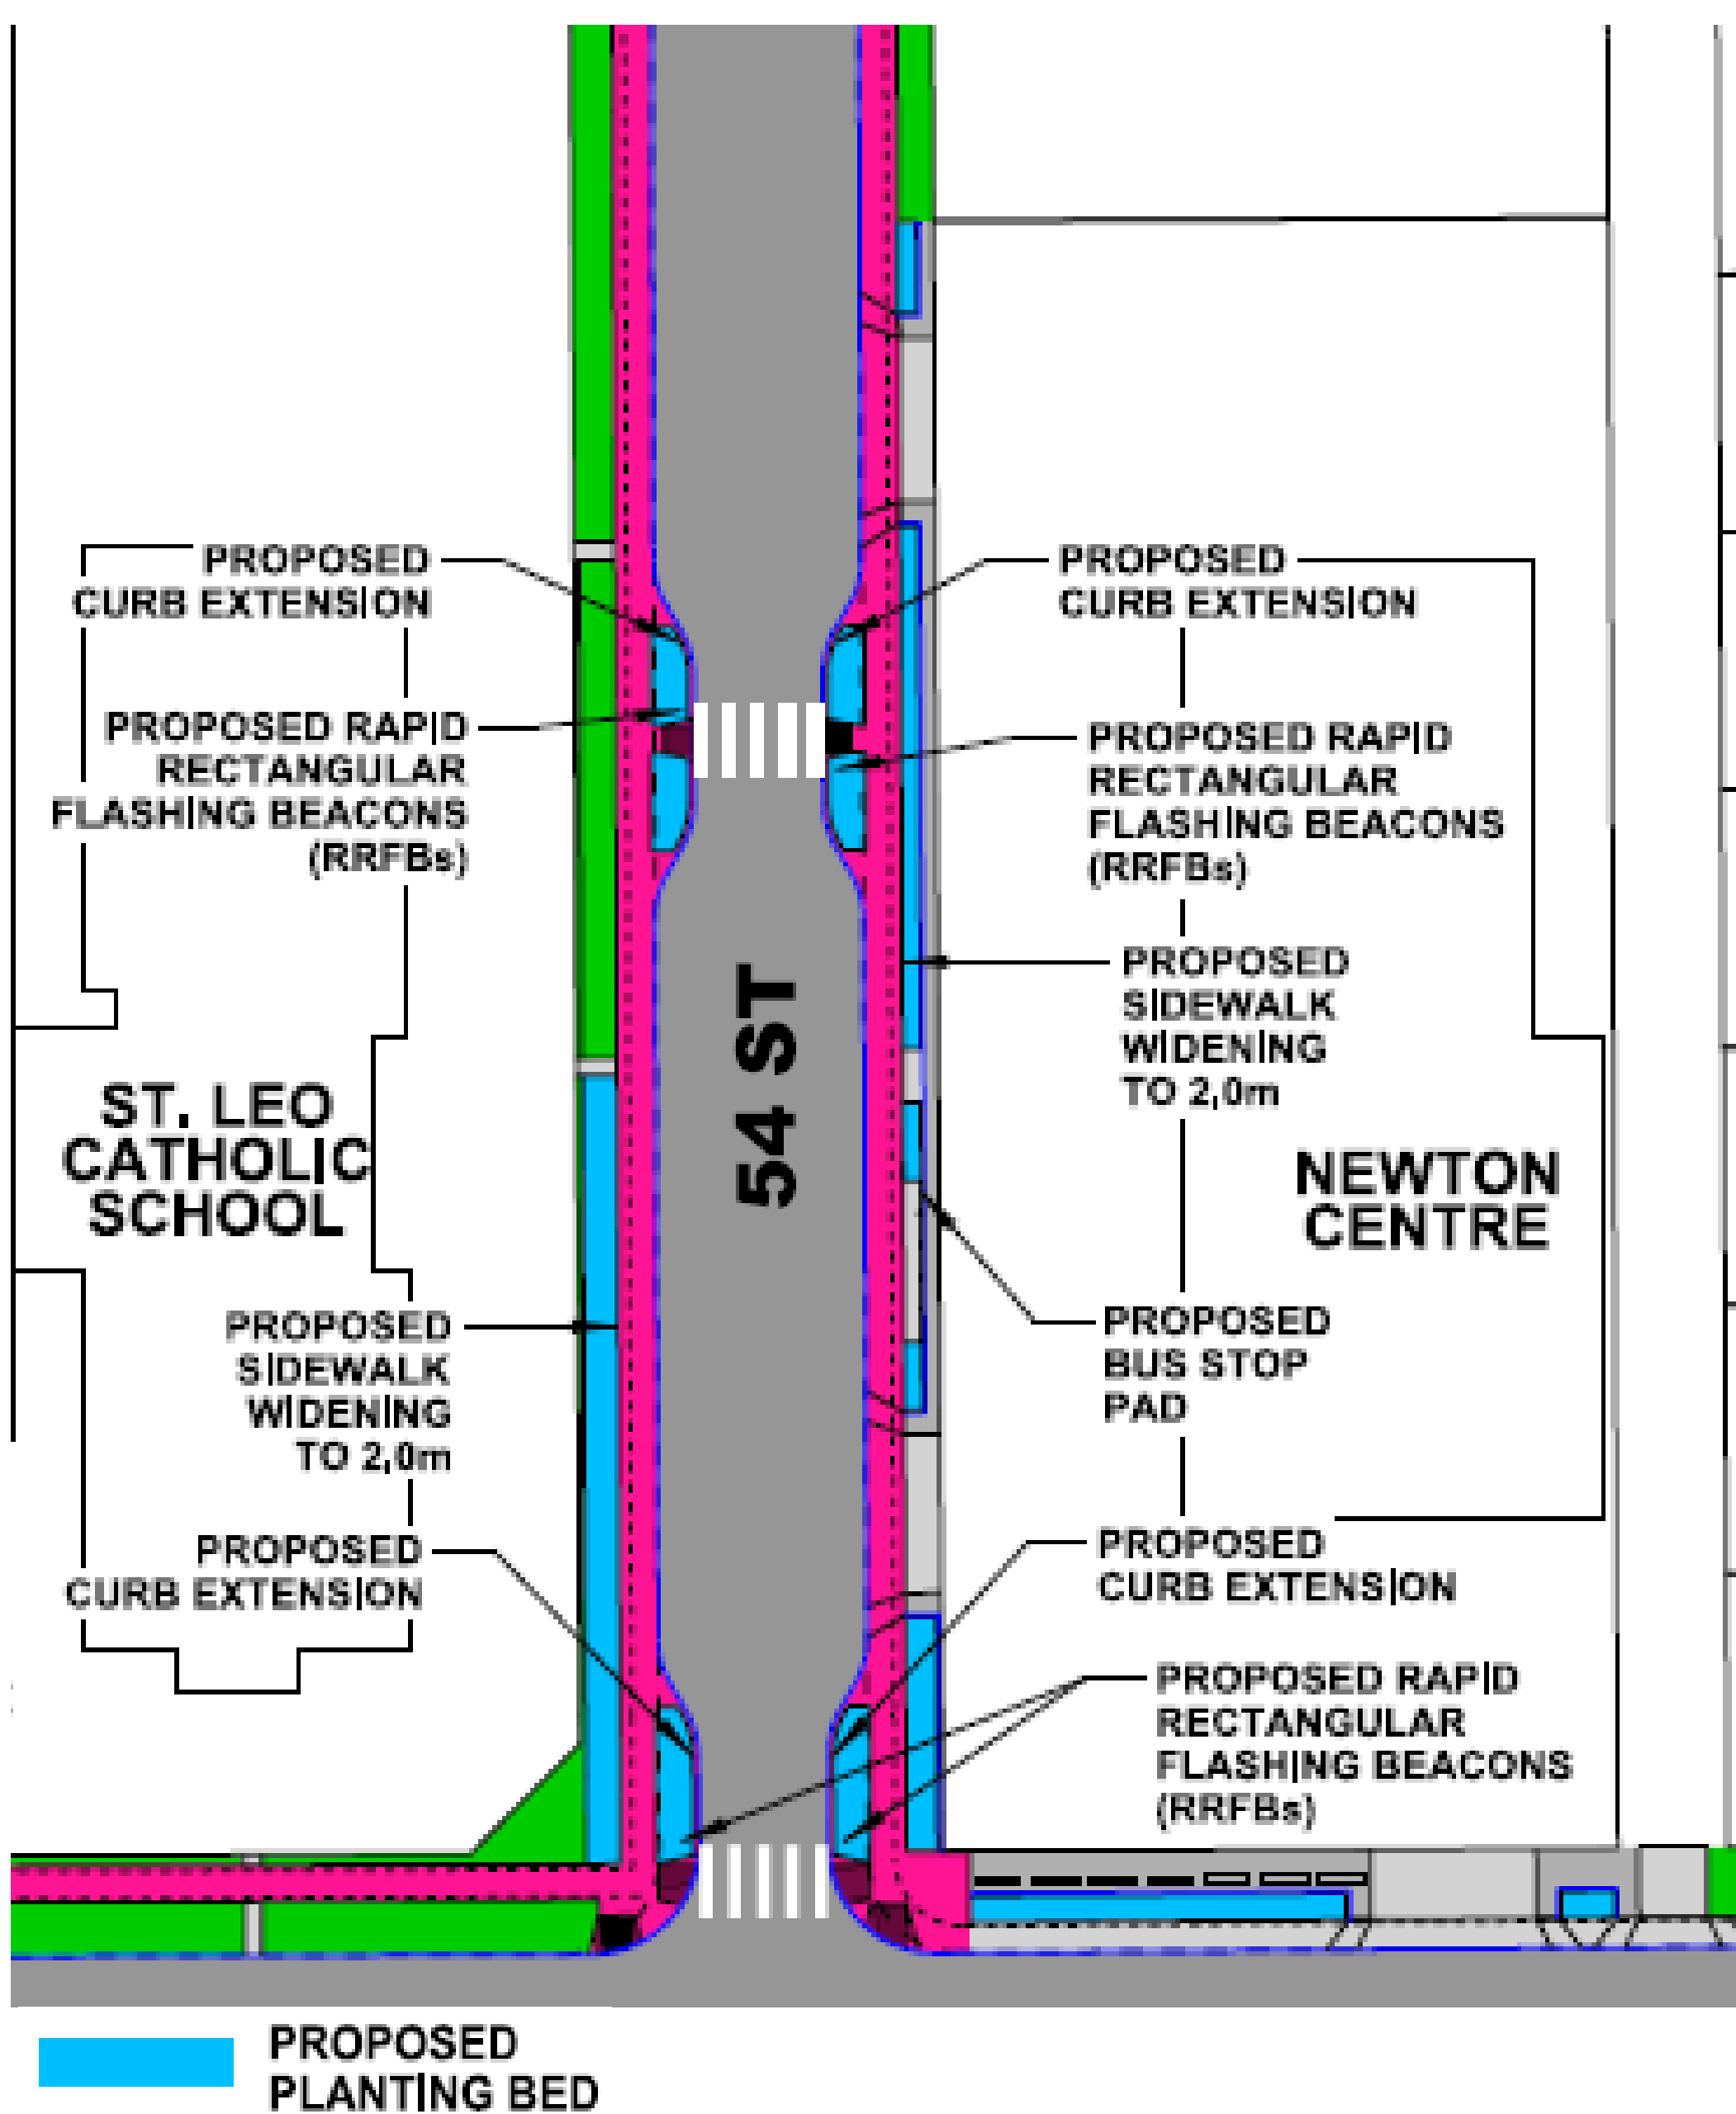 PROPOSED
CURB EXTENSION
PROPOSED RAPID
RECTANGULAR
FLASHING BEACONS
(RRFBs)
ST. LEO
CATHOLIC
SCHOOL
PROPOSED
SIDEWALK
WIDENING
TO 2,0m
PROPOSED
CURB EXTENSION
54 ST
PROPOSED
CURB EXTENSION
PROPOSED RAPID
RECTANGULAR
FLASHING BEACONS
(RRFBs)
PROPOSED
SIDEWALK
WIDENING
TO 2,0m
NEWTON
CENTRE
PROPOSED
BUS STOP
PAD
PROPOSED
CURB EXTENSION
PROPOSED RAPID
RECTANGULAR
FLASHING BEACONS
(RRFBs)
PROPOSED
PLANTING BED